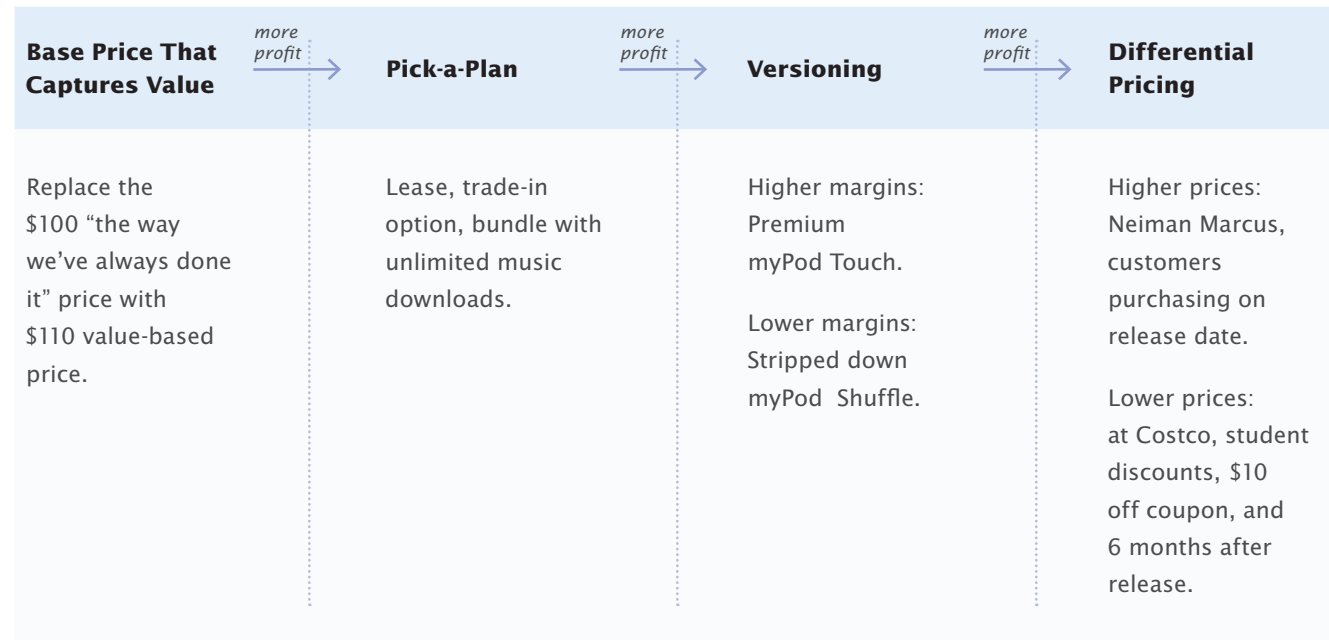 Base Price That
Captures Value
more
profit
Pick-a-Plan
more
profit
Versioning
more
profit
Differential
Pricing
Replace the
$100 “the way
we’ve always done
it” price with
$110 value-based
price.
Lease, trade-in
option, bundle with
unlimited music
downloads.
Higher margins:
Premium
myPod Touch.
Lower margins:
Stripped down
myPod Shuffle.
Higher prices:
Neiman Marcus,
customers
purchasing on
release date.
Lower prices:
at Costco, student
discounts, $10
off coupon, and
6 months after
release.